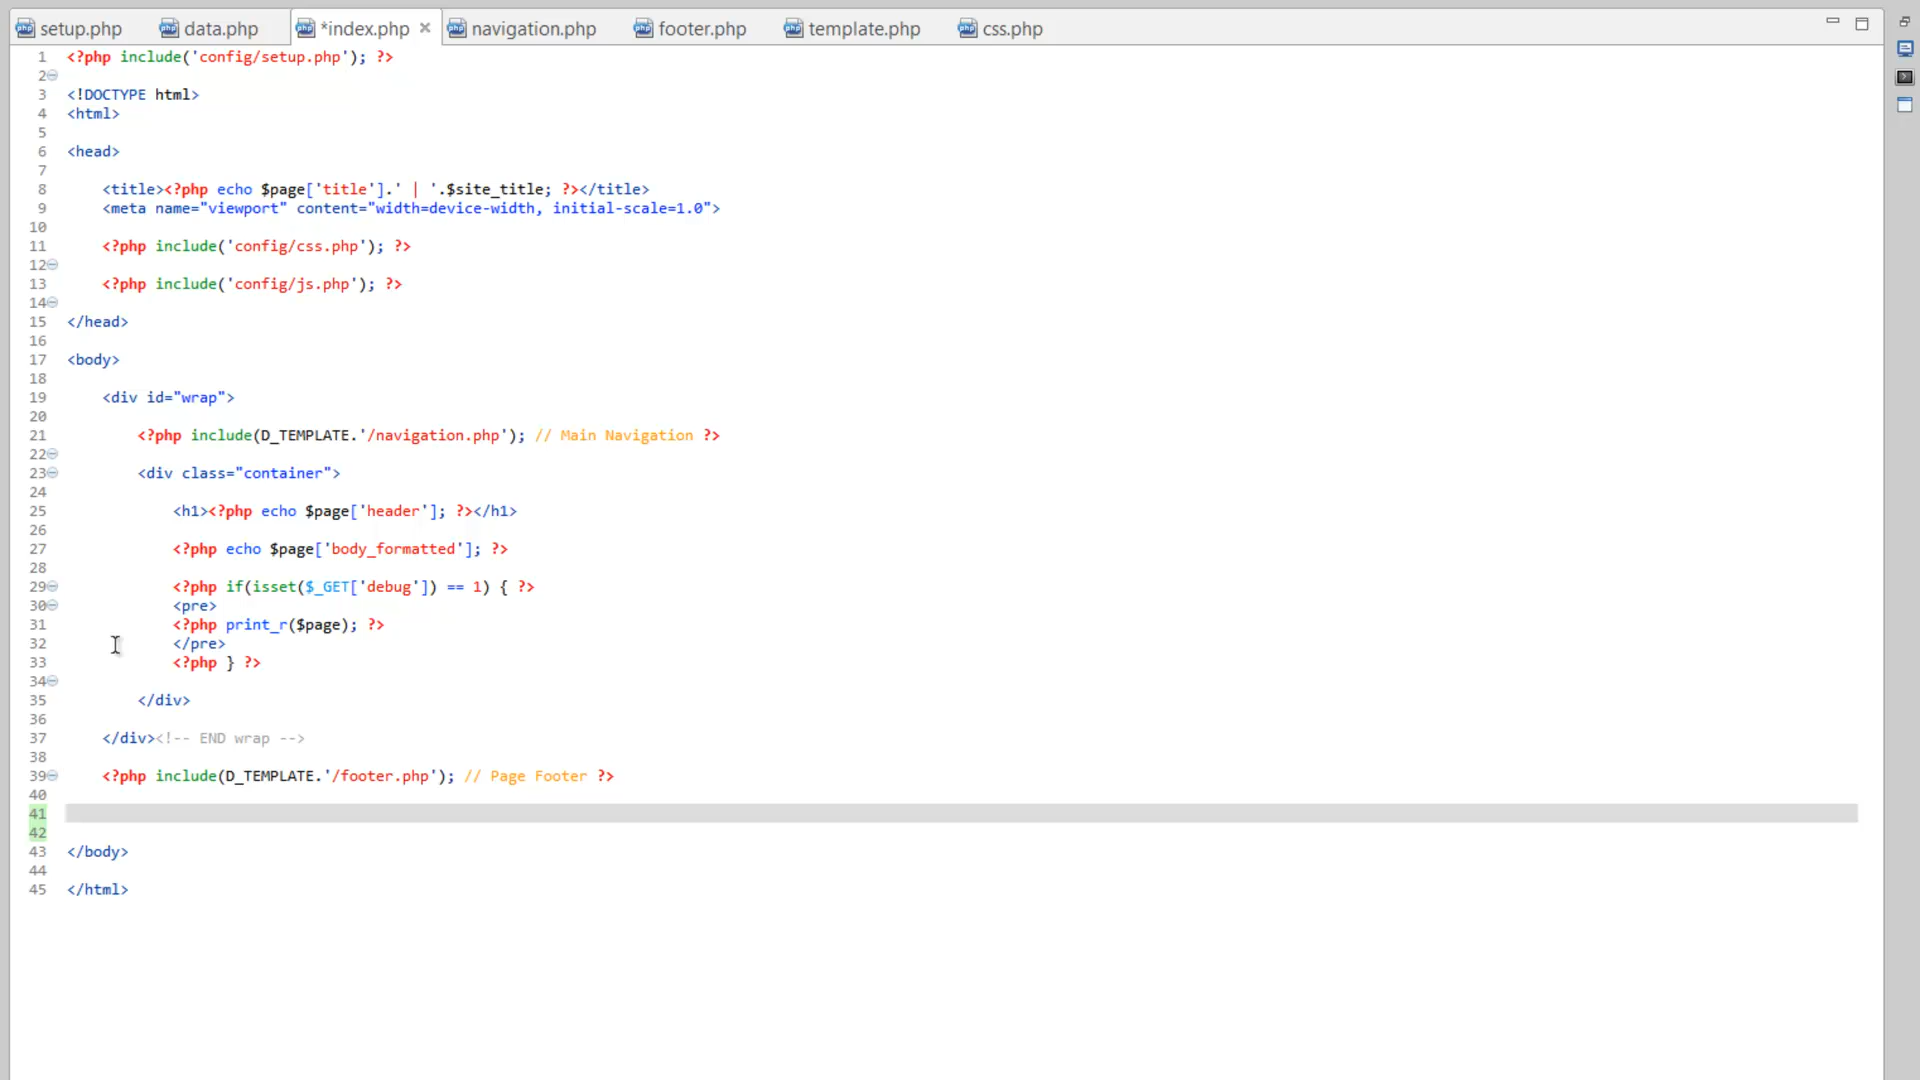 setup.php data.php *index.php navigation.php footer.php template.php css.php
1 <?php include('config/setup.php'); ?>
2
3 <!DOCTYPE html>
4 <html>
5
6 <head>
7
8 <title><?php echo $page['title'].' | '.$site_title; ?></title>
9 <meta name="viewport" content="width=device-width, initial-scale=1.0">
10
11 <?php include('config/css.php'); ?>
12
13 <?php include('config/js.php'); ?>
14
15 </head>
16
17 <body>
18
19 <div id="wrap">
20
21 <?php include(D_TEMPLATE.'/navigation.php'); // Main Navigation ?>
22
23 <div class="container">
24
25 <h1><?php echo $page['header']; ?></h1>
26
27 <?php echo $page['body_formatted']; ?>
28
29 <?php if(isset($_GET['debug']) == 1) { ?>
30 <pre>
31 <?php print_r($page); ?>
32 </pre>
33 <?php } ?>
34
35 </div>
36
37 </div><!-- END wrap -->
38
39 <?php include(D_TEMPLATE.'/footer.php'); // Page Footer ?>
40
41
42
43 </body>
44
45 </html>